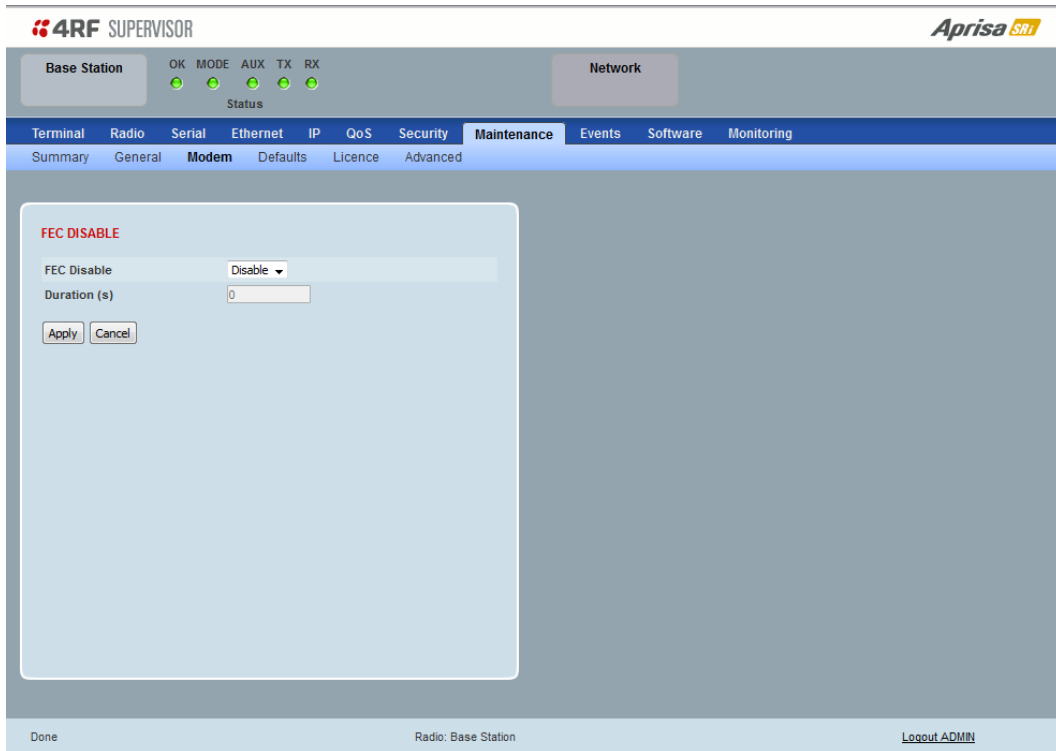 4RF SUPERVISOR
Aprisa SRi
Base Station
OK MODE AUX TX RX
Status
Network
Terminal Radio Serial Ethernet IP QoS Security Maintenance Events Software Monitoring
Summary General Modem Defaults Licence Advanced
FEC DISABLE
FEC Disable Disable
Duration (s) 0
Apply Cancel
Done Radio: Base Station Logout ADMIN